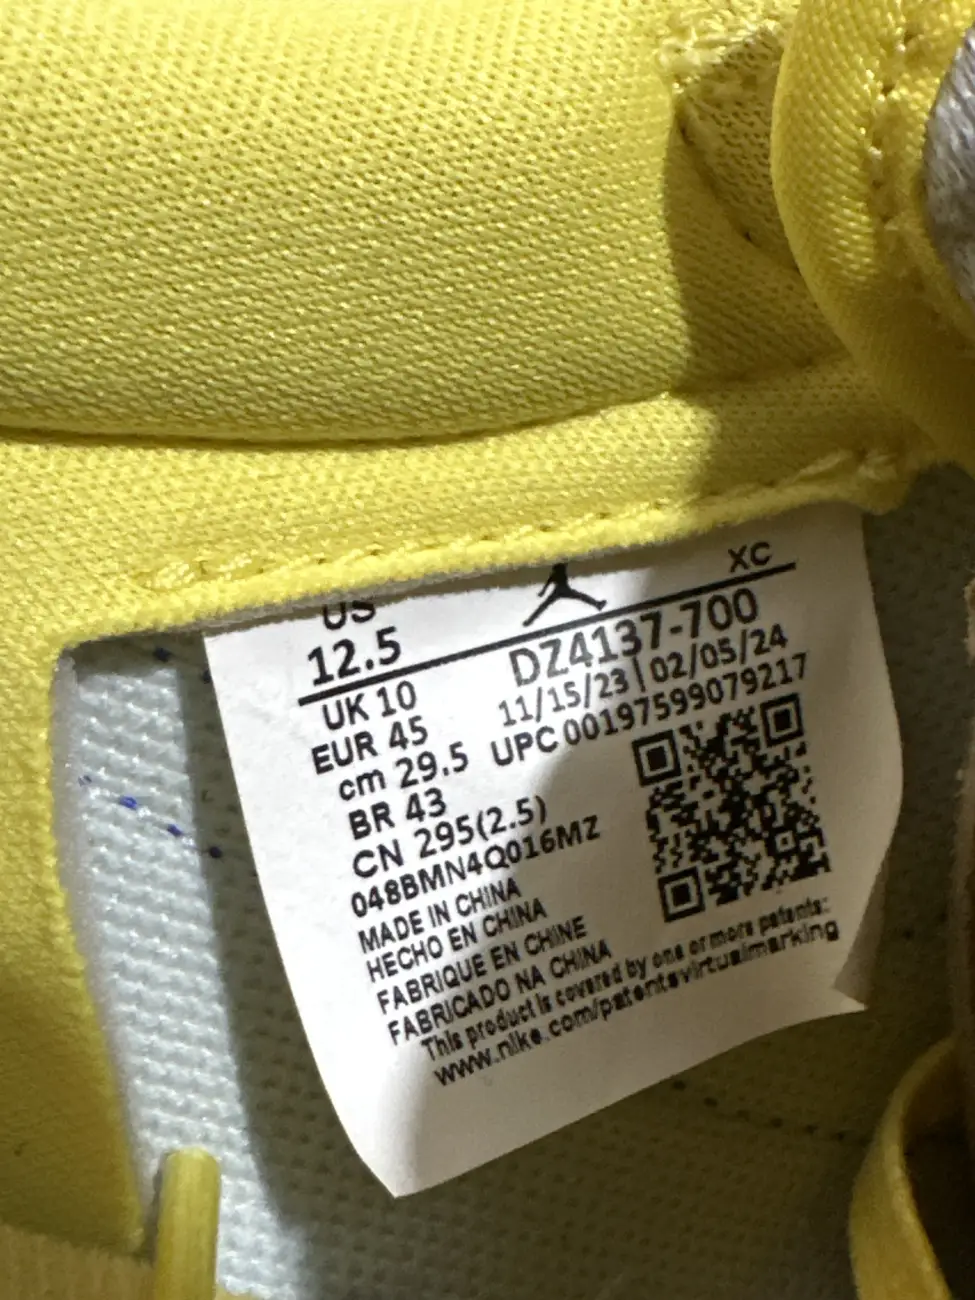 US
XC
12.5
DZ4137-700
UK 10
11/15/23\02/05/24
EUR 45
UPC 00197599079217
cm 29.5
BR 43
CN 295(2.5)
048BMN4Q016MZ
MADE IN CHINA
HECHO EN CHINA
FABRIQUE EN CHINE
FABRICADO NA CHINA
This product is covered by one or more patents:
www.nike.com/patentsvirtualmarking